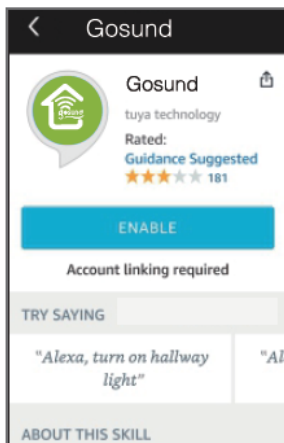 Gosund
gosund
Gosund
tuya technology
Rated:
Guidance Suggested
181
ENABLE
Account linking required
TRY SAYING
"Alexa, turn on hallway
light"
"Al
ABOUT THIS SKILL